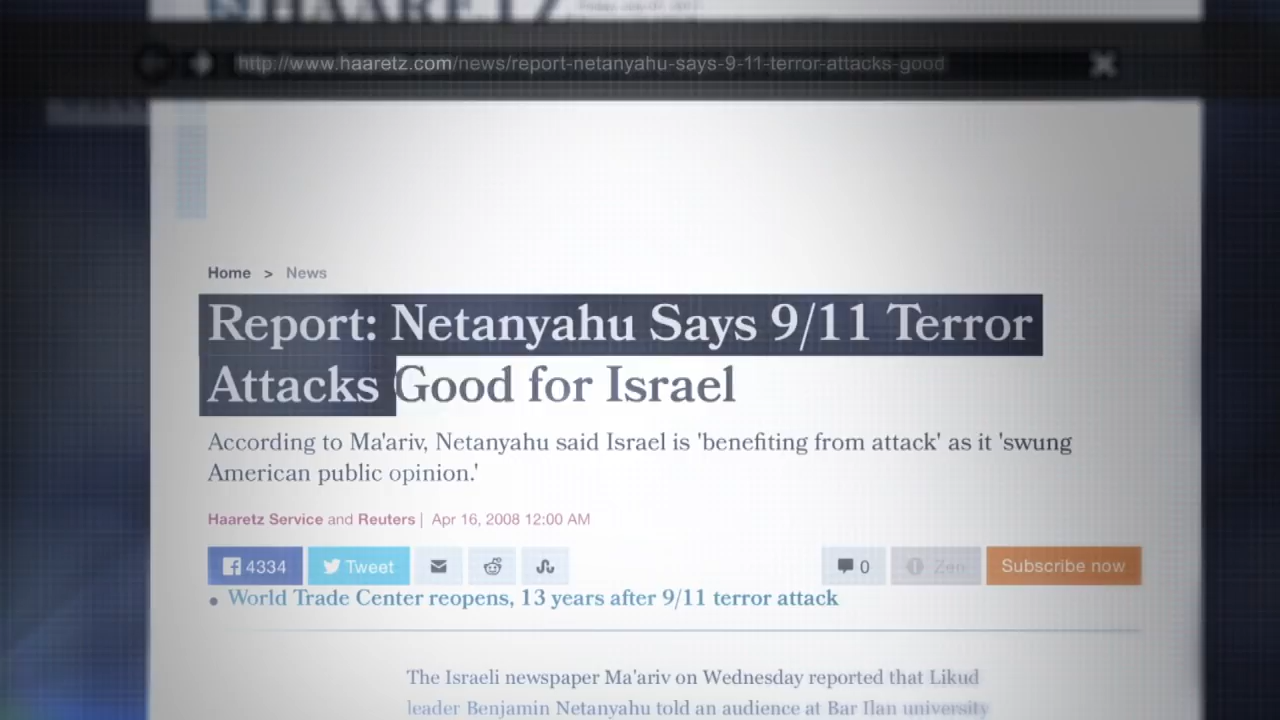 HAARETZ
http://www.haaretz.com/news/report-netanyahu-says-9-11-terror-attacks-good
Home > News
Report: Netanyahu Says 9/11 Terror
Attacks Good for Israel
According to Ma'ariv, Netanyahu said Israel is 'benefiting from attack' as it 'swung
American public opinion.'
Haaretz Service and Reuters | Apr 16, 2008 12:00 AM
4334 Tweet 0 Zen Subscribe now
• World Trade Center reopens, 13 years after 9/11 terror attack
The Israeli newspaper Ma'ariv on Wednesday reported that Likud
leader Benjamin Netanyahu told an audience at Bar Ilan university